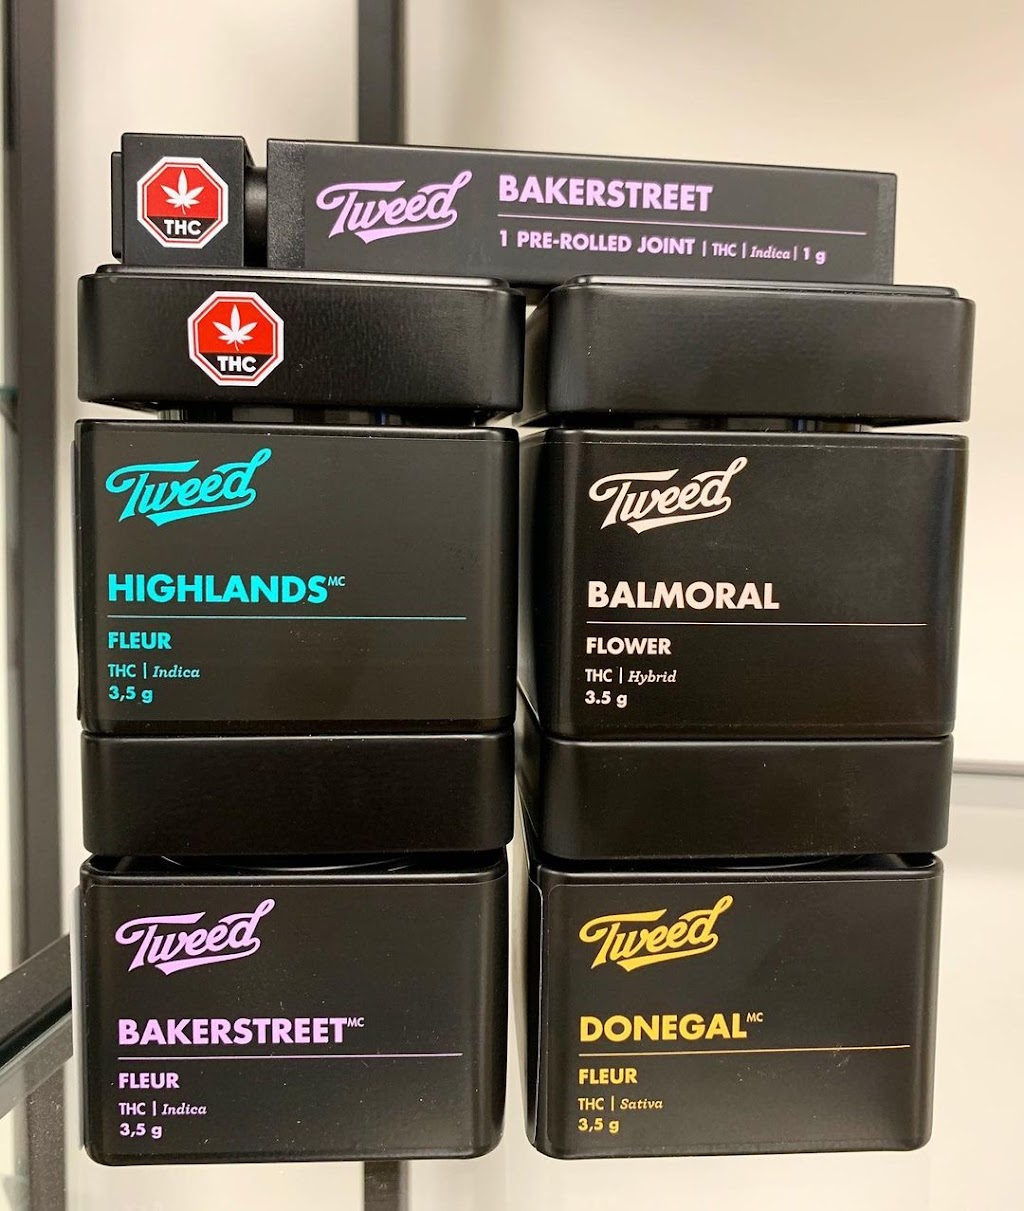 THC
Tweed
BAKERSTREET
1 PRE-ROLLED JOINT | THC | Indica | 1 g
THC
Tweed
HIGHLANDS MC
FLEUR
THC | Indica
3,5 g
Tweed
BALMORAL
FLOWER
THC | Hybrid
3.5 g
Tweed
BAKERSTREET MC
FLEUR
THC | Indica
3,5 g
Tweed
DONEGAL MC
FLEUR
THC | Sativa
3,5 g